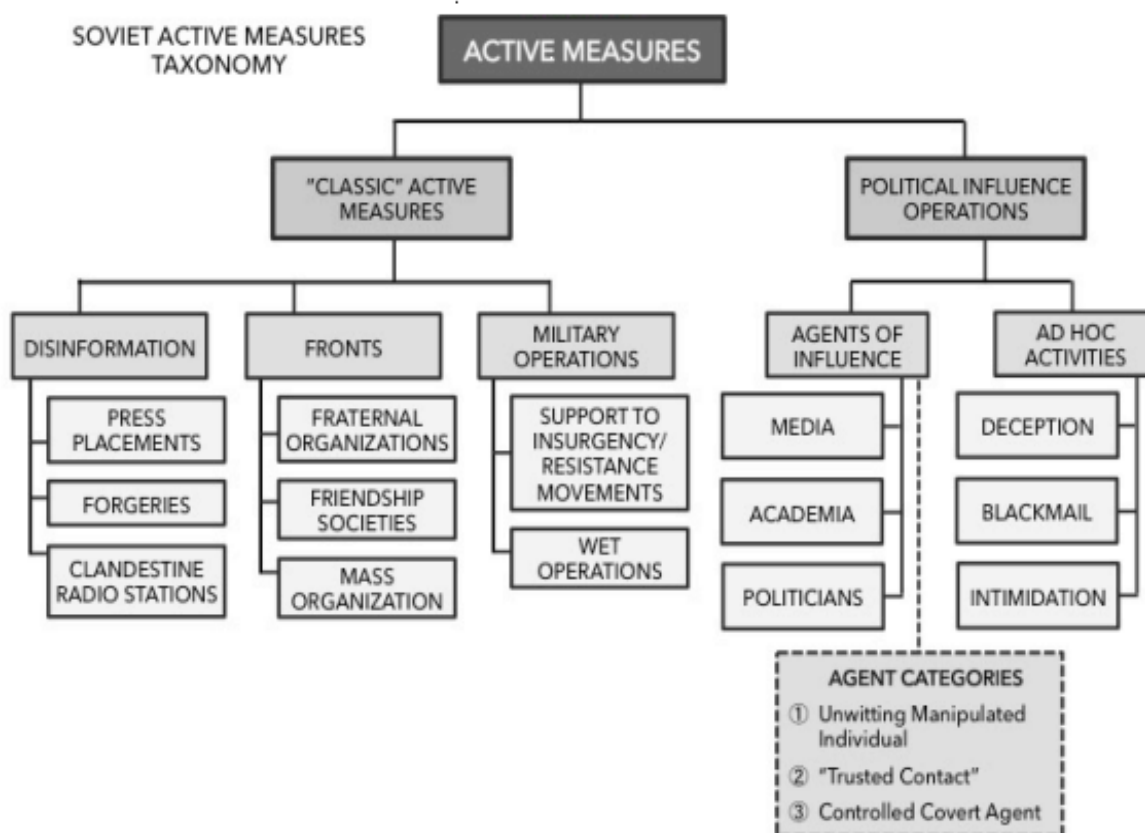 SOVIET ACTIVE MEASURES
TAXONOMY
ACTIVE MEASURES
"CLASSIC" ACTIVE
MEASURES
POLITICAL INFLUENCE
OPERATIONS
DISINFORMATION
FRONTS
MILITARY
OPERATIONS
AGENTS OF
INFLUENCE
AD HOC
ACTIVITIES
PRESS
PLACEMENTS
FORGERIES
CLANDESTINE
RADIO STATIONS
FRATERNAL
ORGANIZATIONS
FRIENDSHIP
SOCIETIES
MASS
ORGANIZATION
SUPPORT TO
INSURGENCY/
RESISTANCE
MOVEMENTS
WET
OPERATIONS
MEDIA
ACADEMIA
POLITICIANS
DECEPTION
BLACKMAIL
INTIMIDATION
AGENT CATEGORIES
① Unwitting Manipulated
Individual
② "Trusted Contact"
③ Controlled Covert Agent